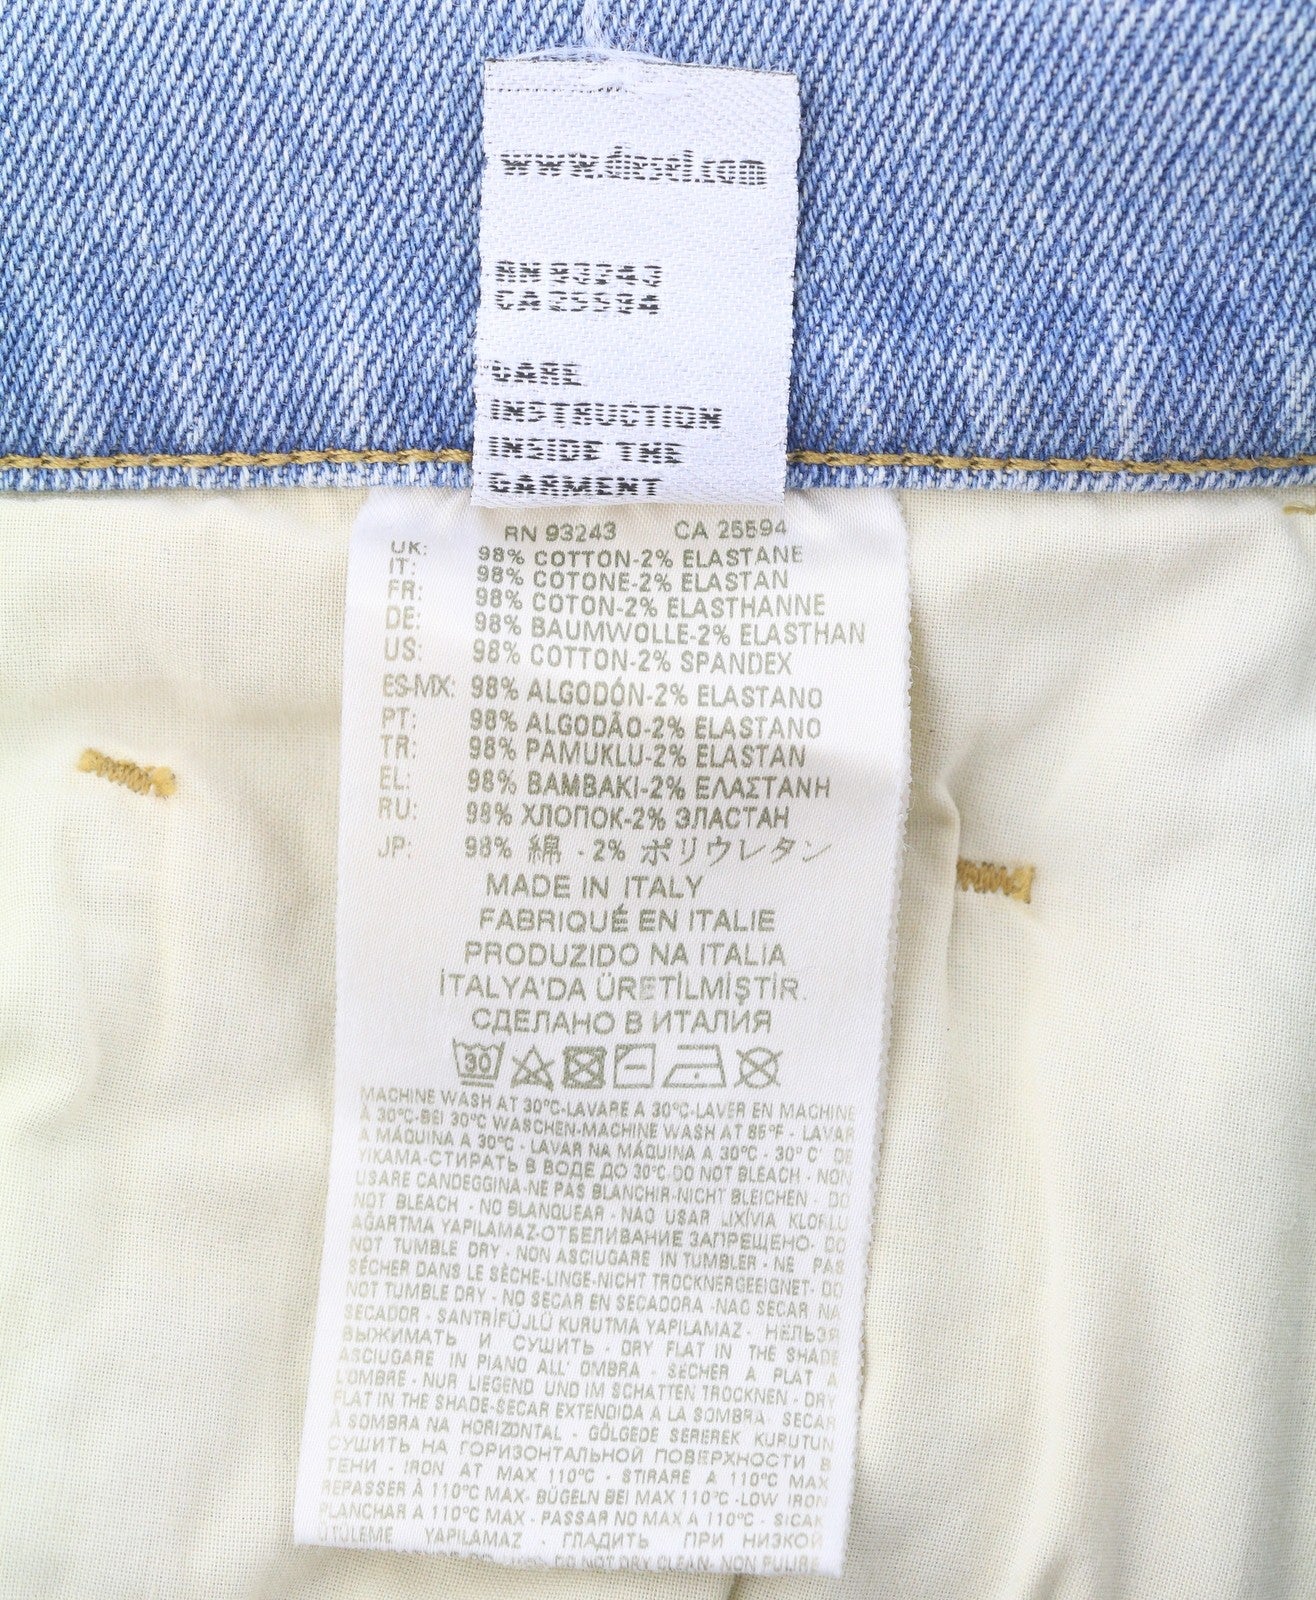 www.diesel.com
RN 93243
CA 25594
CARE
INSTRUCTION
INSIDE THE
GARMENT
RN 93243 CA 25594
UK: 98% COTTON-2% ELASTANE
IT: 98% COTONE-2% ELASTAN
FR: 98% COTON-2% ELASTHANNE
DE: 98% BAUMWOLLE-2% ELASTHAN
US: 98% COTTON-2% SPANDEX
ES-MX: 98% ALGODÓN-2% ELASTANO
PT: 98% ALGODÃO-2% ELASTANO
TR: 98% PAMUKLU-2% ELASTAN
EL: 98% BAMBAKI-2% ΕΛΑΣΤΑΝΗ
RU: 98% ХЛОПОК-2% ЭЛАСТАН
JP: 98% 綿 - 2% ポリウレタン
MADE IN ITALY
FABRIQUÉ EN ITALIE
PRODUZIDO NA ITALIA
İTALYA'DA ÜRETİLMİŞTİR.
СДЕЛАНО В ИТАЛИЯ
30
MACHINE WASH AT 30°C-LAVARE A 30°C-LAVER EN MACHINE
À 30°C-BEI 30°C WASCHEN-MACHINE WASH AT 85°F - LAVAR
A MÁQUINA A 30°C - LAVAR NA MÁQUINA A 30°C - 30° C' DE
YIKAMA-СТИРАТЬ В ВОДЕ ДО 30°C-DO NOT BLEACH - NON
USARE CANDEGGINA-NE PAS BLANCHIR-NICHT BLEICHEN - DO
NOT BLEACH - NO BLANQUEAR - NAO USAR LIXÍVIA KLORLU
AĞARTMA YAPILAMAZ-ОТБЕЛИВАНИЕ ЗАПРЕЩЕНО- DO
NOT TUMBLE DRY - NON ASCIUGARE IN TUMBLER - NE PAS
SÉCHER DANS LE SÈCHE-LINGE-NICHT TROCKNERGEEIGNET- DO
NOT TUMBLE DRY - NO SECAR EN SECADORA -NAO SECAR NA
SECADOR - SANTRİFÜJLÜ KURUTMA YAPILAMAZ - НЕЛЬЗЯ
ВЫЖИМАТЬ И СУШИТЬ - DRY FLAT IN THE SHADE
ASCIUGARE IN PIANO ALL' OMBRA - SÉCHER A PLAT A
L'OMBRE - NUR LIEGEND UND IM SCHATTEN TROCKNEN - DRY
FLAT IN THE SHADE-SECAR EXTENDIDA A LA SOMBRA- SECAR
À SOMBRA NA HORIZONTAL - GÖLGEDE SEREREK KURUTUN
СУШИТЬ НА ГОРИЗОНТАЛЬНОЙ ПОВЕРХНОСТИ В
ТЕНИ - IRON AT MAX 110°C - STIRARE A 110°C MAX
REPASSER À 110°C MAX- BÜGELN BEI MAX 110°C -LOW IRON
PLANCHAR A 110°C MAX - PASSAR NO MAX A 110°C - SICAK
ÜTÜLEME YAPILAMAZ - ГЛАДИТЬ ПРИ НИЗКОЙ
DO NOT DRY CLEAN- NON PULIRE